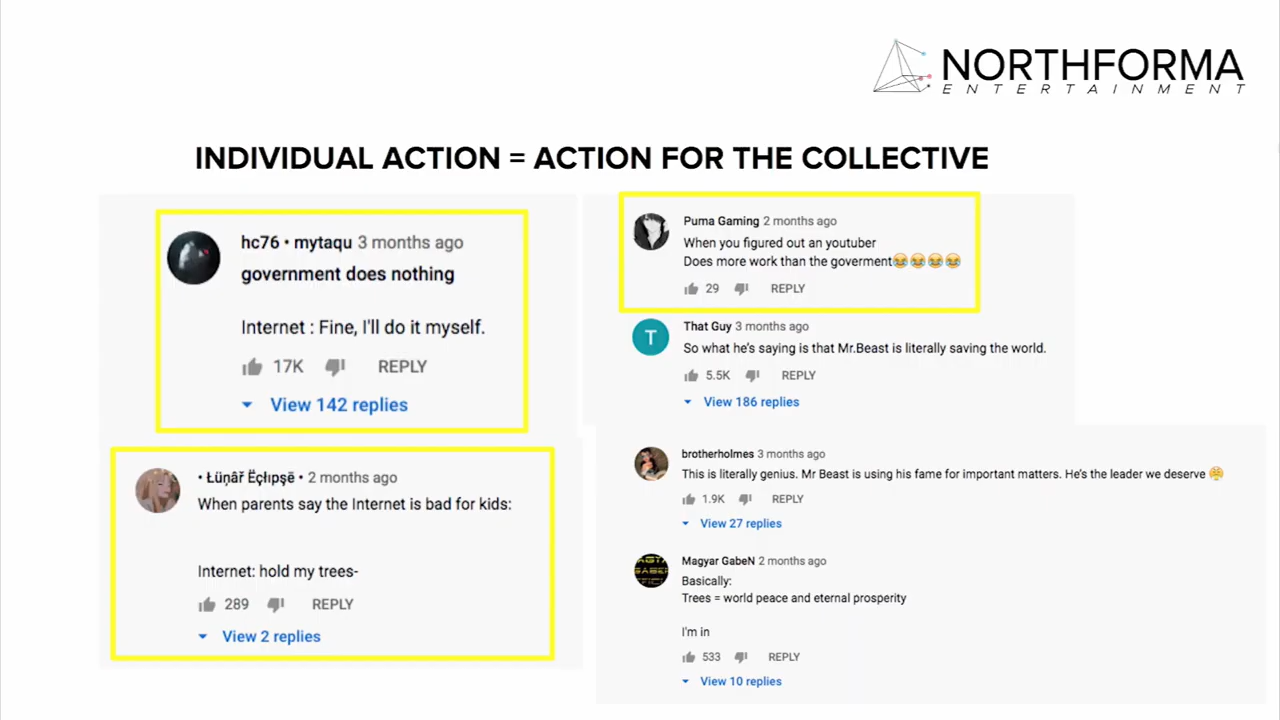 NORTHFORMA
ENTERTAINMENT
INDIVIDUAL ACTION = ACTION FOR THE COLLECTIVE
hc76 • mytaqu 3 months ago
government does nothing
Internet : Fine, I'll do it myself.
17K REPLY
View 142 replies
• Łüņâř Ëçłıpşē • 2 months ago
When parents say the Internet is bad for kids:
Internet: hold my trees-
289 REPLY
View 2 replies
Puma Gaming 2 months ago
When you figured out an youtuber
Does more work than the goverment😂😂😂😂
29 REPLY
T
That Guy 3 months ago
So what he's saying is that Mr.Beast is literally saving the world.
5.5K REPLY
View 186 replies
brotherholmes 3 months ago
This is literally genius. Mr Beast is using his fame for important matters. He's the leader we deserve 😤
1.9K REPLY
View 27 replies
Magyar GabeN 2 months ago
Basically:
Trees = world peace and eternal prosperity
I'm in
533 REPLY
View 10 replies